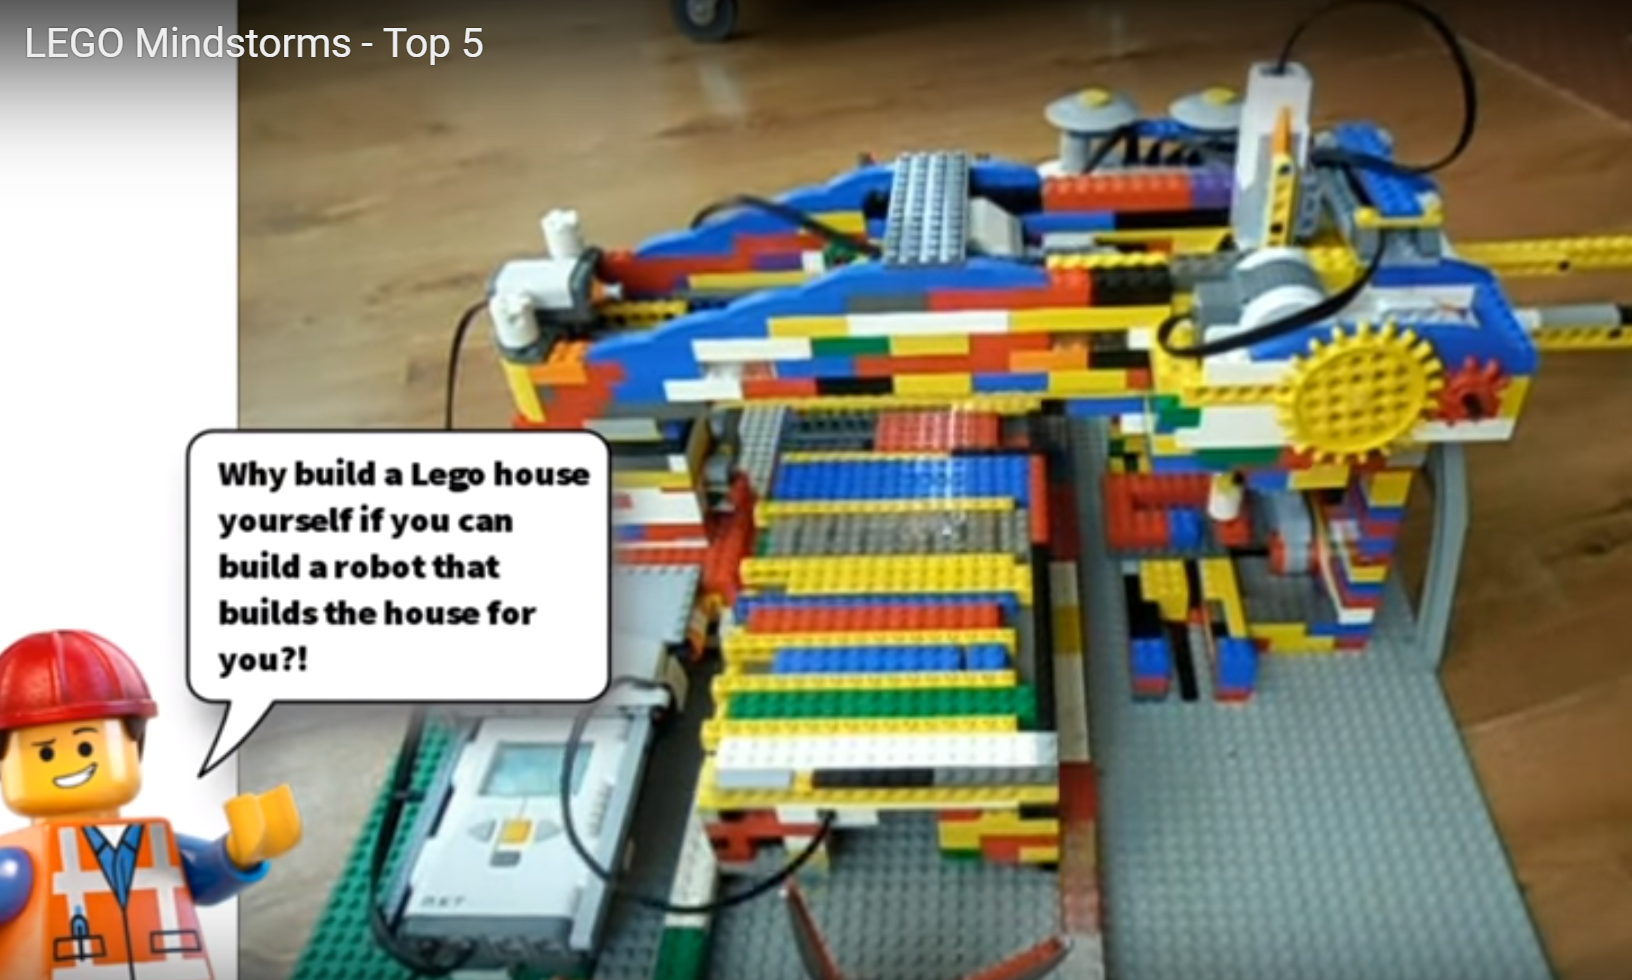 LEGO Mindstorms - Top 5
Why build a Lego house
yourself if you can
build a robot that
builds the house for
you?!
NXT